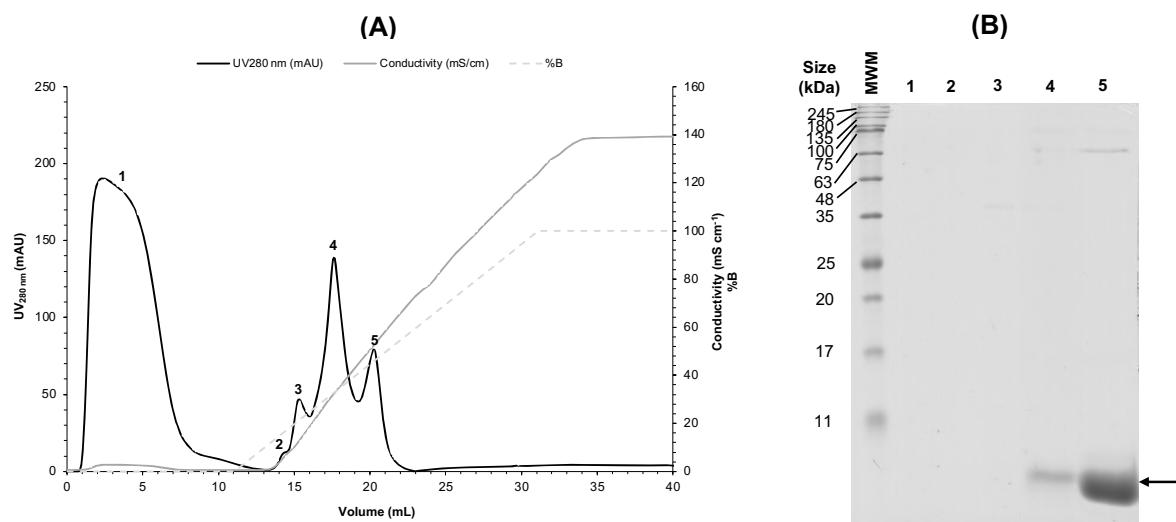 (A)
UV280 nm (mAU) Conductivity (mS/cm) %B
250
200
150
100
50
0
UV280 nm (mAU)
160
140
120
100
80
60
40
20
0
Conductivity (mS cm-1)
%B
1
2
3
4
5
0 5 10 15 20 25 30 35 40
Volume (mL)
(B)
Size
(kDa)
MWM
1 2 3 4 5
245
180
135
100
75
63
48
35
25
20
17
11